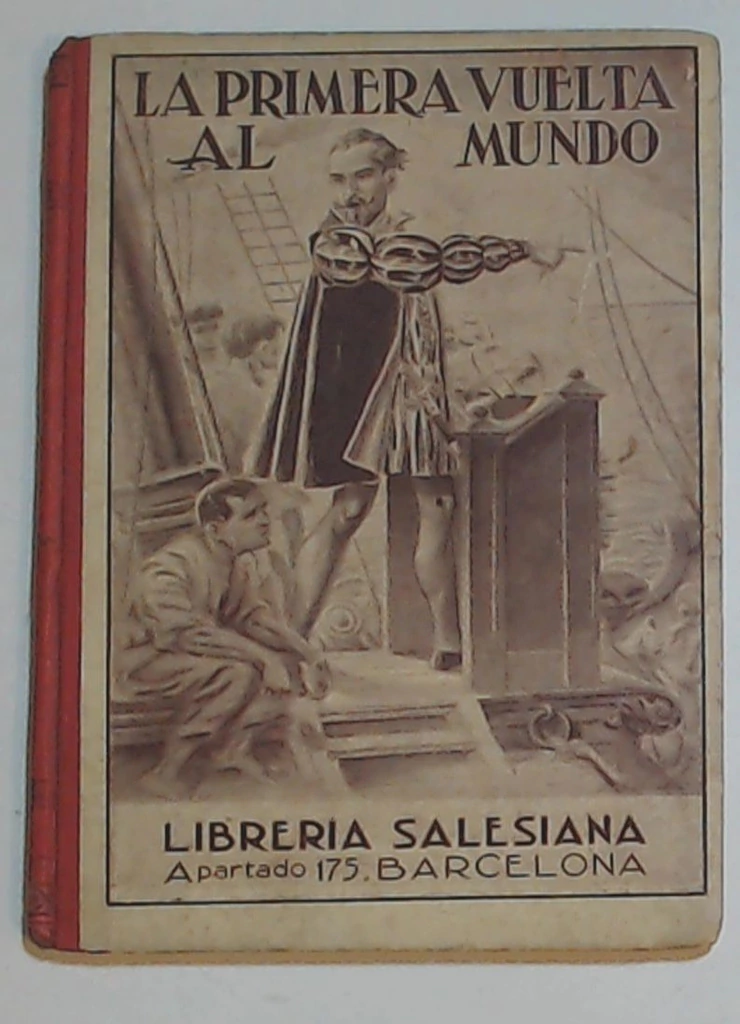 LA PRIMERA VUELTA
AL MUNDO
LIBRERIA SALESIANA
Apartado 175. BARCELONA